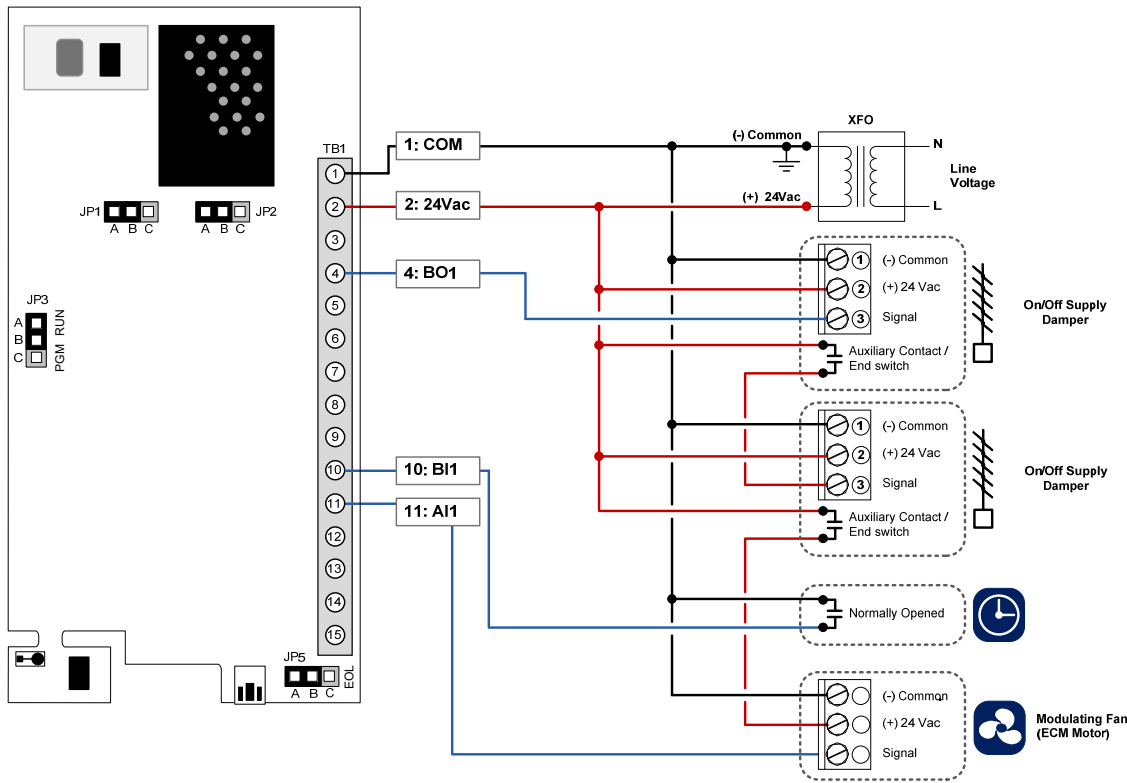 XFO
(-) Common
N
1: COM
TB1
Line
Voltage
1
(+) 24Vac
L
2: 24Vac
2
JP1
A B C
JP2
A B C
3
1
(-) Common
4
4: BO1
2
(+) 24 Vac
On/Off Supply
Damper
JP3
5
3
Signal
A
B
C
RUN
PGM
6
Auxiliary Contact /
End switch
7
8
1
(-) Common
9
2
(+) 24 Vac
10
10: BI1
On/Off Supply
Damper
3
Signal
11
11: AI1
Auxiliary Contact /
End switch
12
13
14
Normally Opened
15
JP5
A B C
EOL
(-) Common
(+) 24 Vac
Modulating Fan
(ECM Motor)
Signal